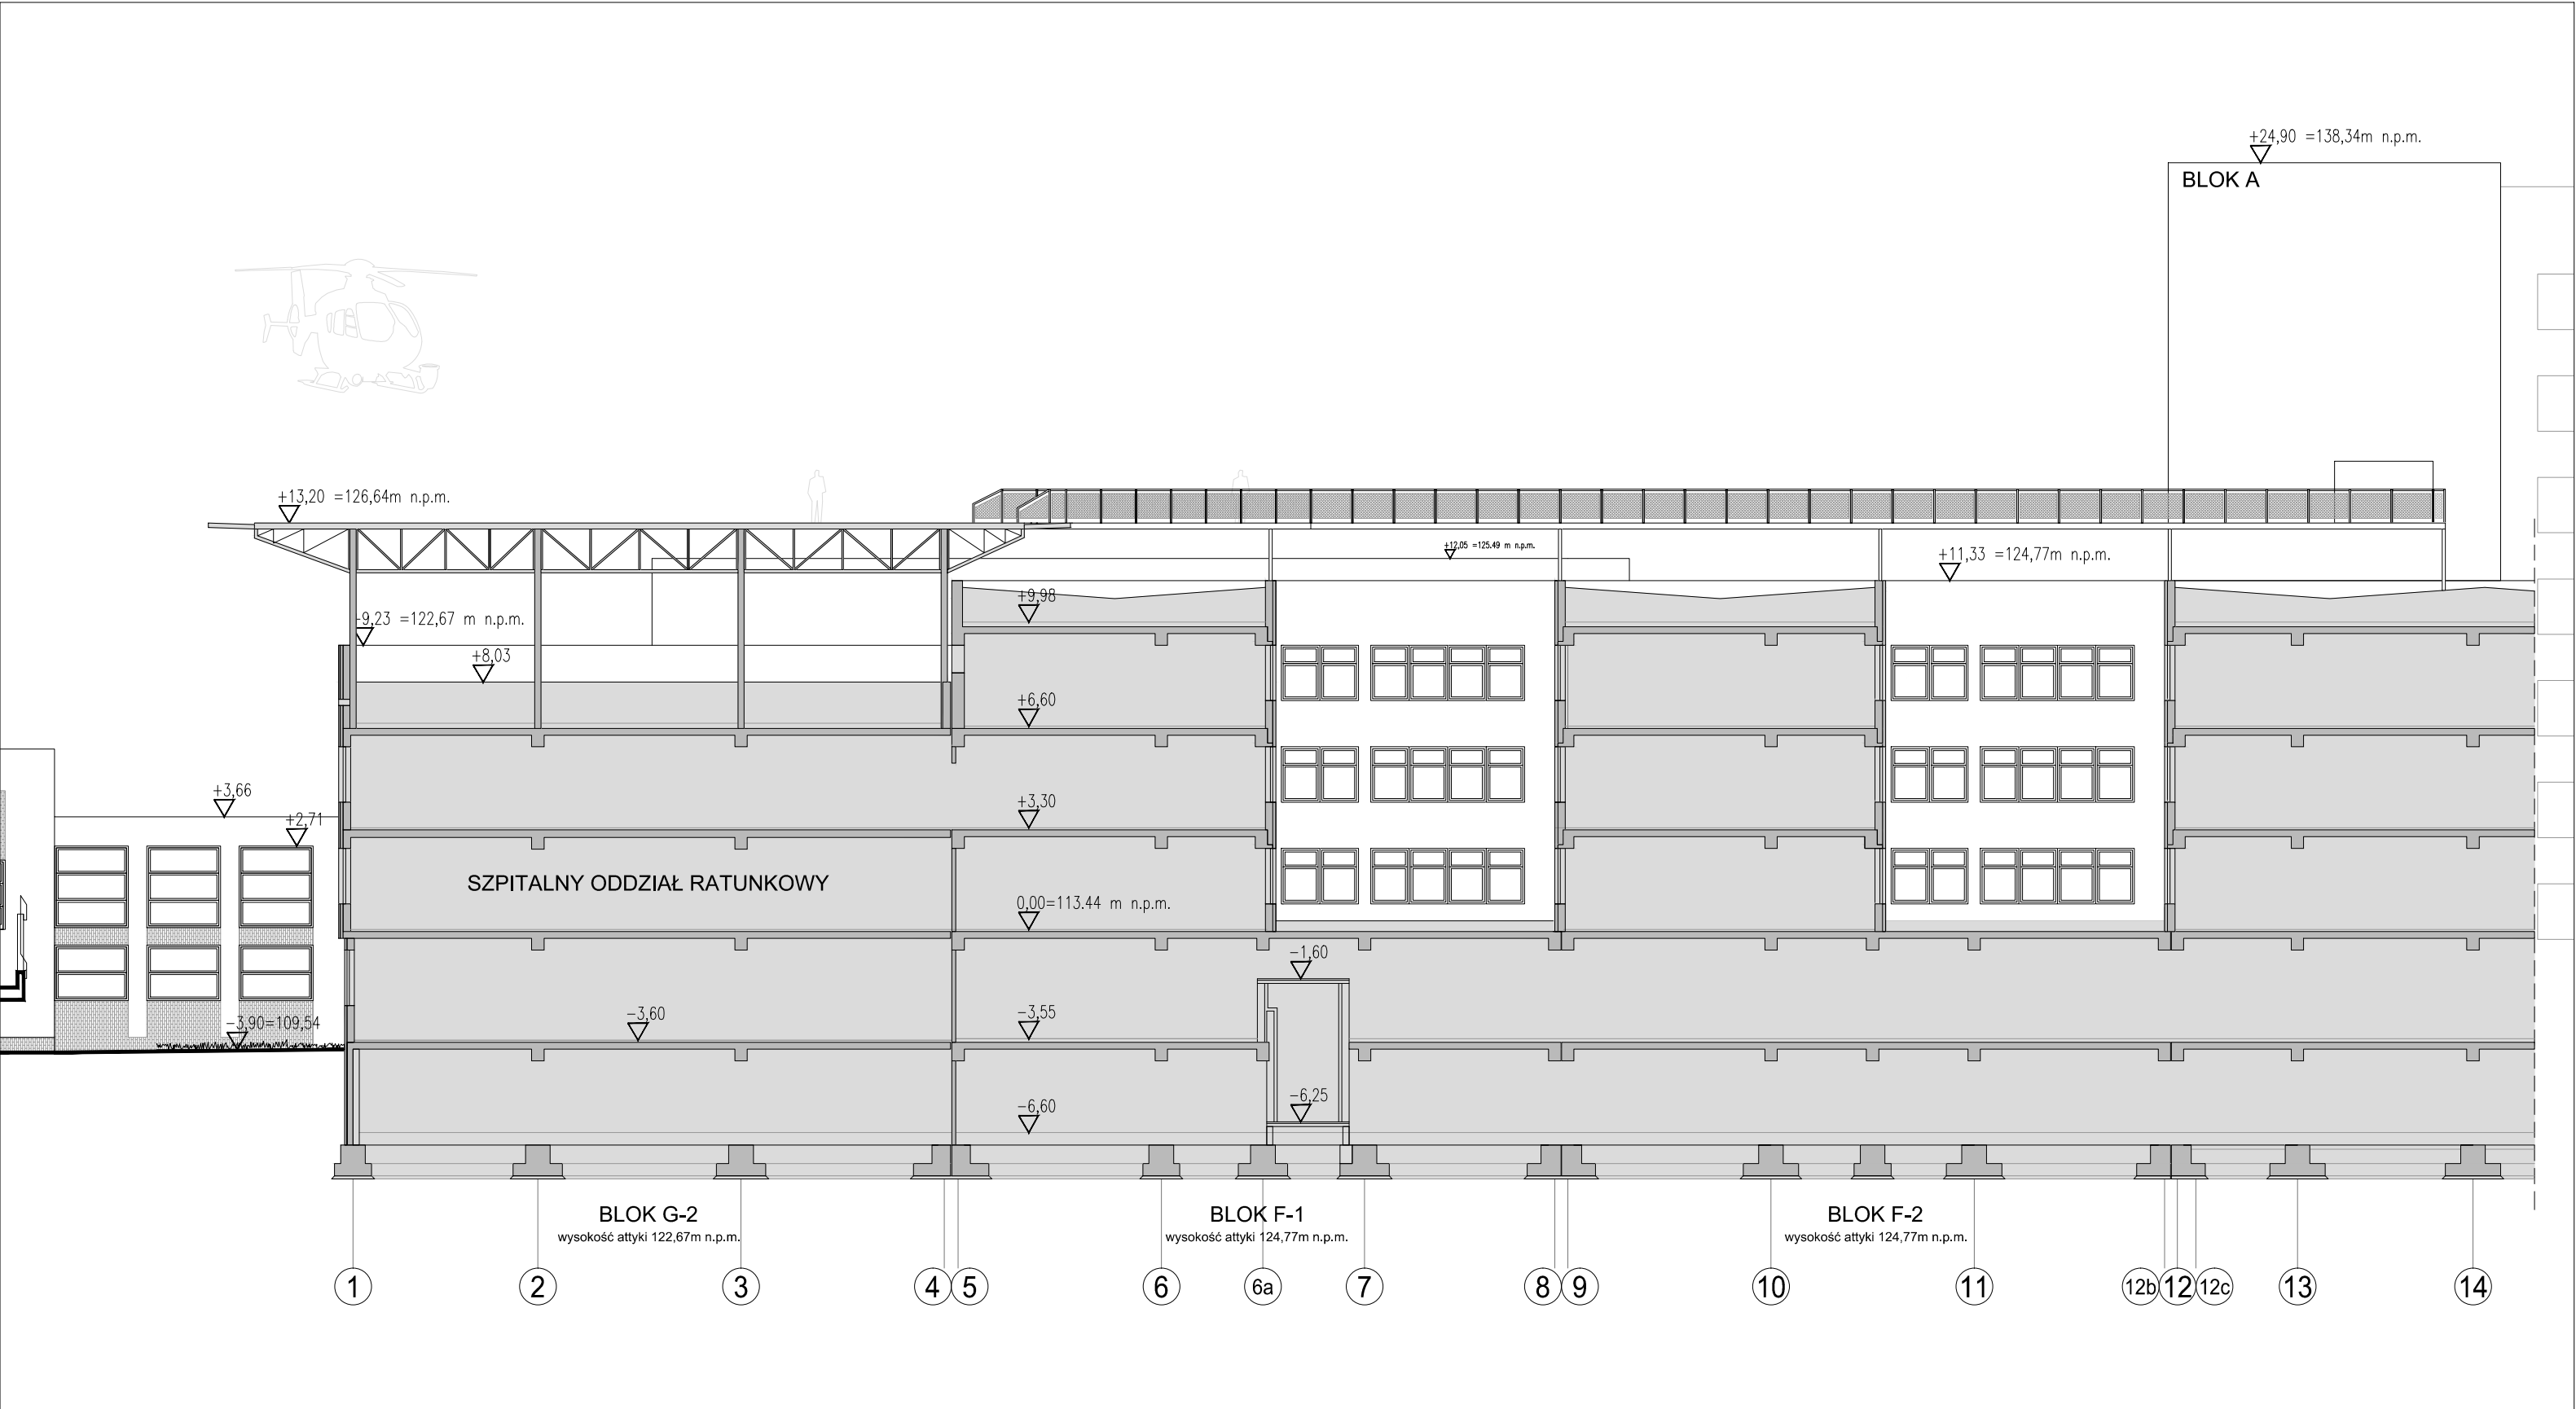 +24,90 =138,34m n.p.m.
BLOK A
+13,20 =126,64m n.p.m.
+12,05 =125.49 m n.p.m.
+11,33 =124,77m n.p.m.
+9,98
-9,23 =122,67 m n.p.m.
+8,03
+6,60
+3,66
+3,30
+2,71
SZPITALNY ODDZIAŁ RATUNKOWY
0,00=113.44 m n.p.m.
-1,60
-3,60
-3,55
-3,90=109,54
-6,25
-6,60
BLOK G-2
wysokość attyki 122,67m n.p.m.
BLOK F-1
wysokość attyki 124,77m n.p.m.
BLOK F-2
wysokość attyki 124,77m n.p.m.
1 2 3 4 5 6 6a 7 8 9 10 11 12b 12 12c 13 14